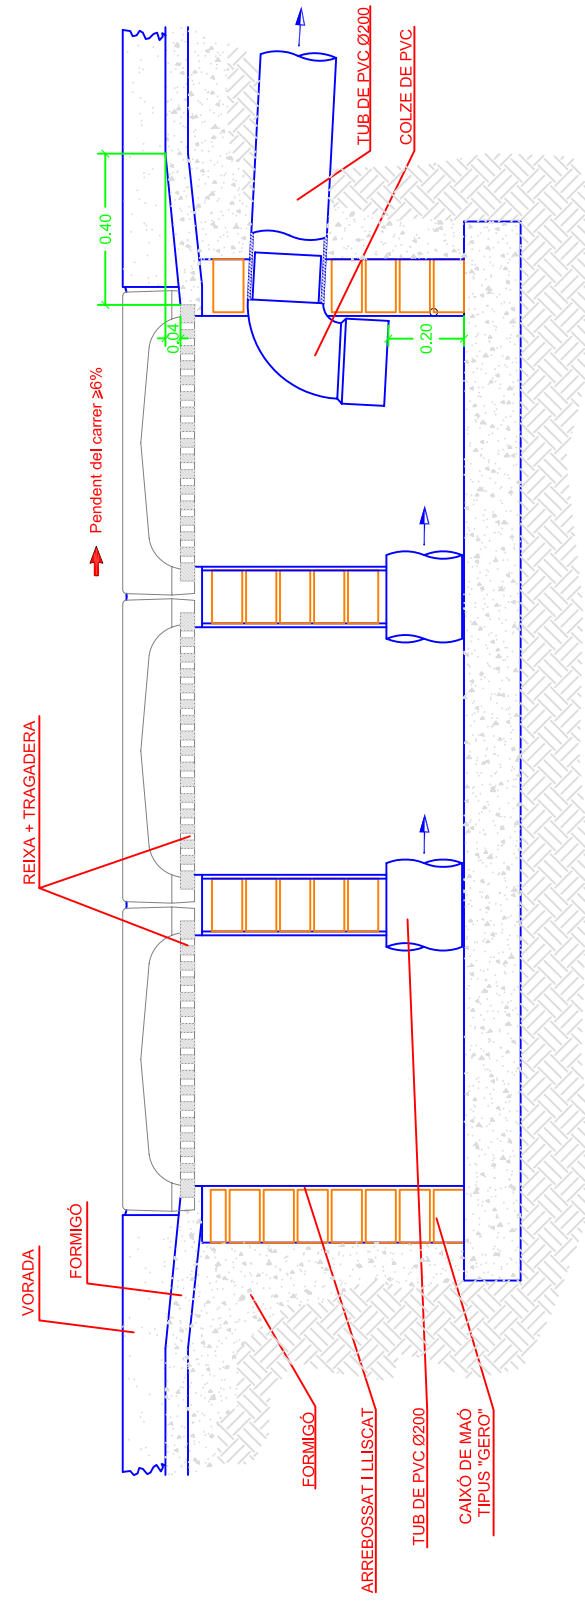 VORADA
FORMIGÓ
REIXA + TRAGADERA
Pendent del carrer ≥6%
0.40
0.04
0.20
TUB DE PVC Ø200
COLZE DE PVC
FORMIGÓ
ARREBOSSAT I LLISCAT
TUB DE PVC Ø200
CAIXÓ DE MAÓ
TIPUS "GERO"